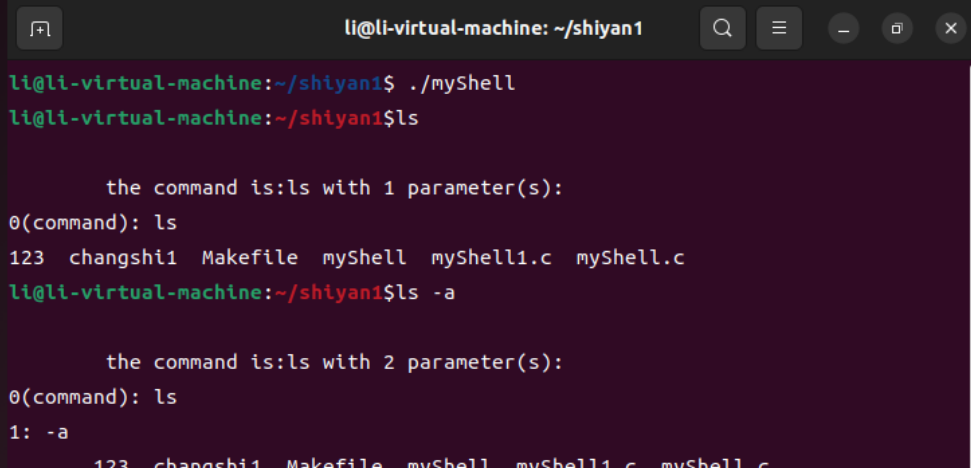 li@li-virtual-machine: ~/shiyan1
li@li-virtual-machine:~/shiyan1$ ./myShell
li@li-virtual-machine:~/shiyan1$ls
the command is:ls with 1 parameter(s):
0(command): ls
123  changshi1  Makefile  myShell  myShell1.c  myShell.c
li@li-virtual-machine:~/shiyan1$ls -a
the command is:ls with 2 parameter(s):
0(command): ls
1: -a
123  changshi1  Makefile  myShell  myShell1.c  myShell.c